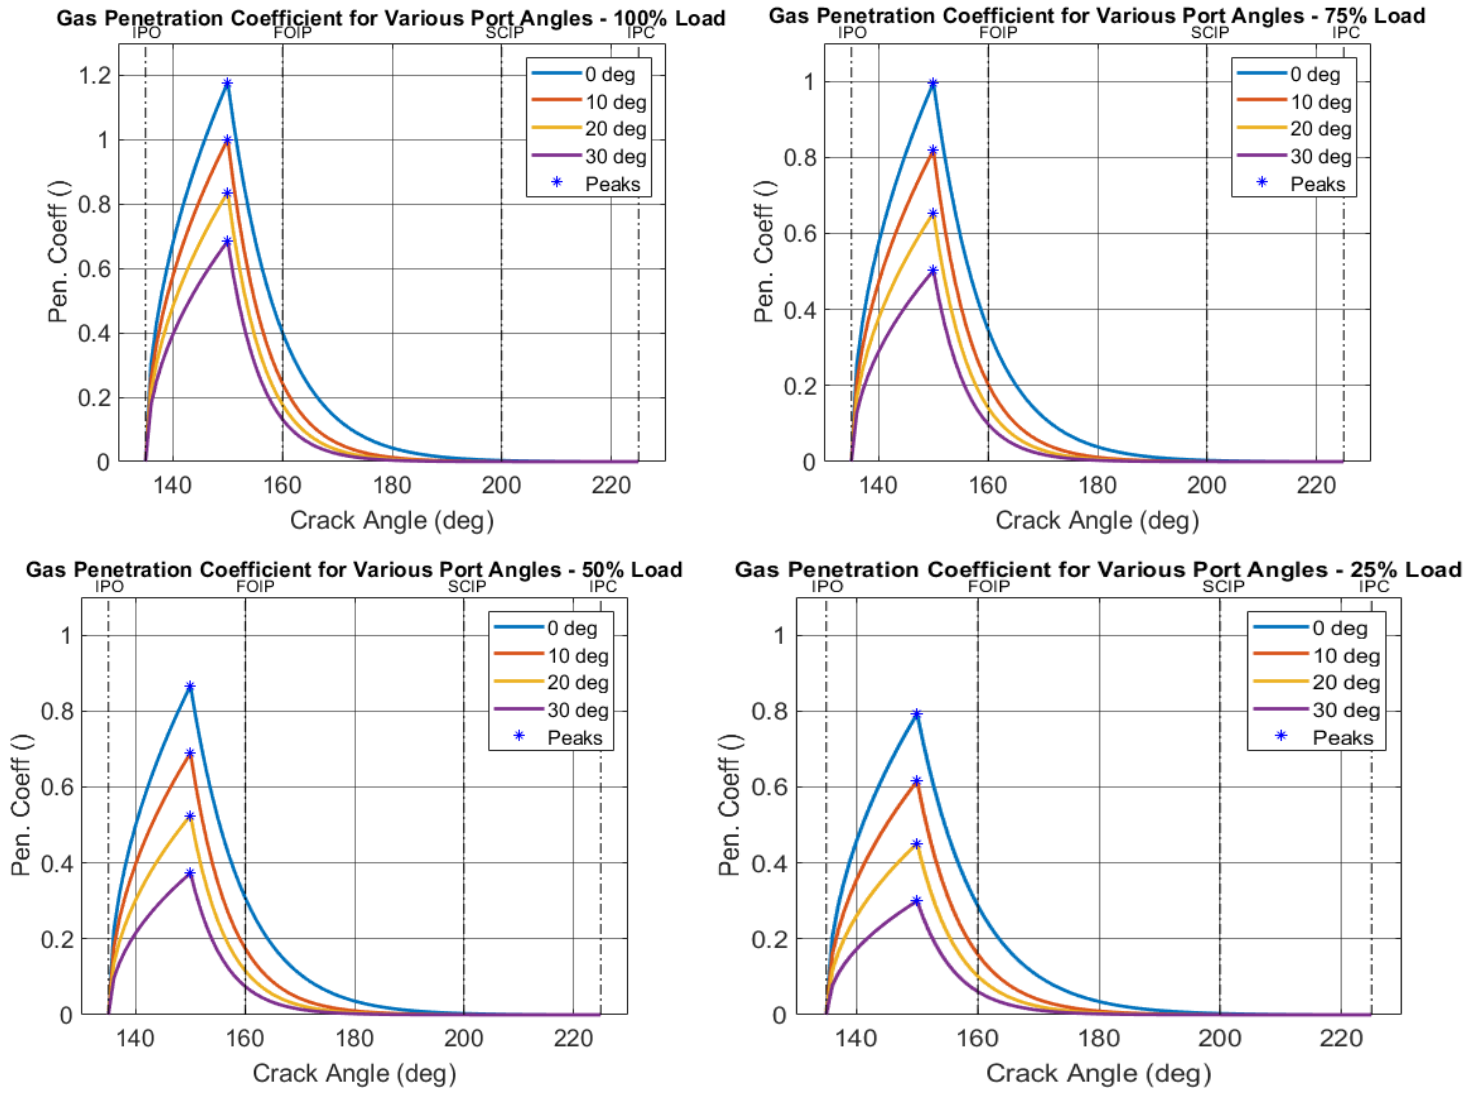 Gas Penetration Coefficient for Various Port Angles - 100% Load
IPO FOIP SCIP IPC
1.2
1
0.8
0.6
0.4
0.2
0
Pen. Coeff ()
0 deg
10 deg
20 deg
30 deg
Peaks
140 160 180 200 220
Crack Angle (deg)
Gas Penetration Coefficient for Various Port Angles - 75% Load
IPO FOIP SCIP IPC
1
0.8
0.6
0.4
0.2
0
Pen. Coeff ()
0 deg
10 deg
20 deg
30 deg
Peaks
140 160 180 200 220
Crack Angle (deg)
Gas Penetration Coefficient for Various Port Angles - 50% Load
IPO FOIP SCIP IPC
1
0.8
0.6
0.4
0.2
0
Pen. Coeff ()
0 deg
10 deg
20 deg
30 deg
Peaks
140 160 180 200 220
Crack Angle (deg)
Gas Penetration Coefficient for Various Port Angles - 25% Load
IPO FOIP SCIP IPC
1
0.8
0.6
0.4
0.2
0
Pen. Coeff ()
0 deg
10 deg
20 deg
30 deg
Peaks
140 160 180 200 220
Crack Angle (deg)